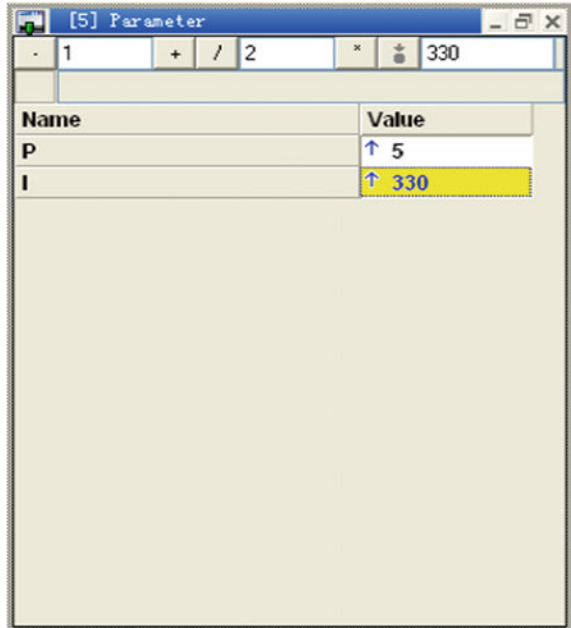 [5] Parameter
- 1 + / 2 * 330
Name Value
P ↑ 5
I ↑ 330